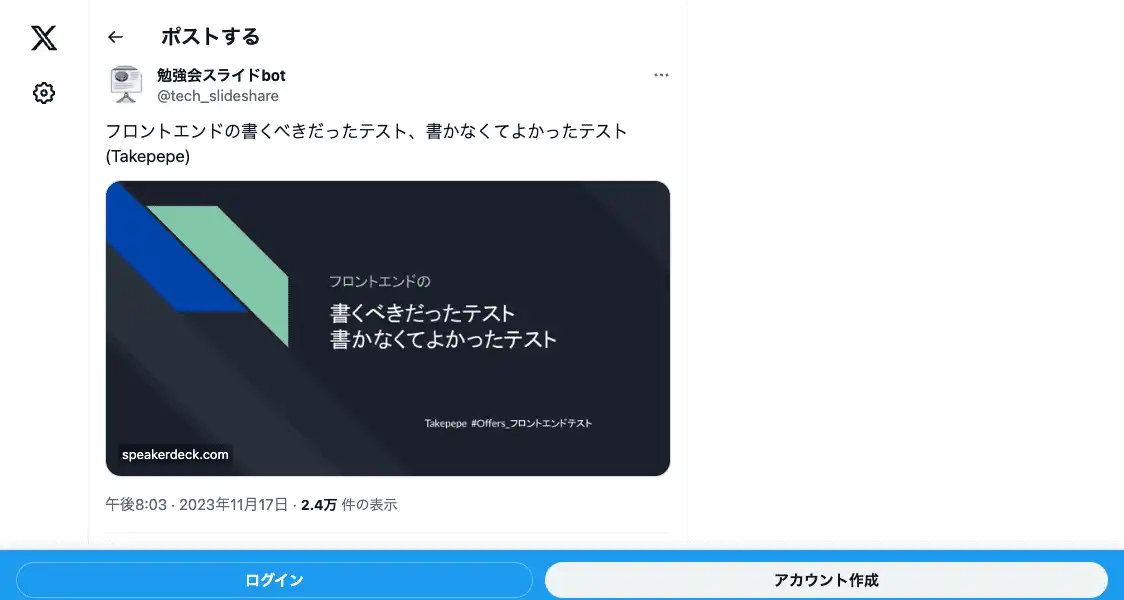 ポストする
勉強会スライドbot
@tech_slideshare
フロントエンドの書くべきだったテスト、書かなくてよかったテスト
(Takepepe)
フロントエンドの
書くべきだったテスト
書かなくてよかったテスト
Takepepe #Offers_フロントエンドテスト
speakerdeck.com
午後8:03 · 2023年11月17日 · 2.4万 件の表示
ログイン
アカウント作成